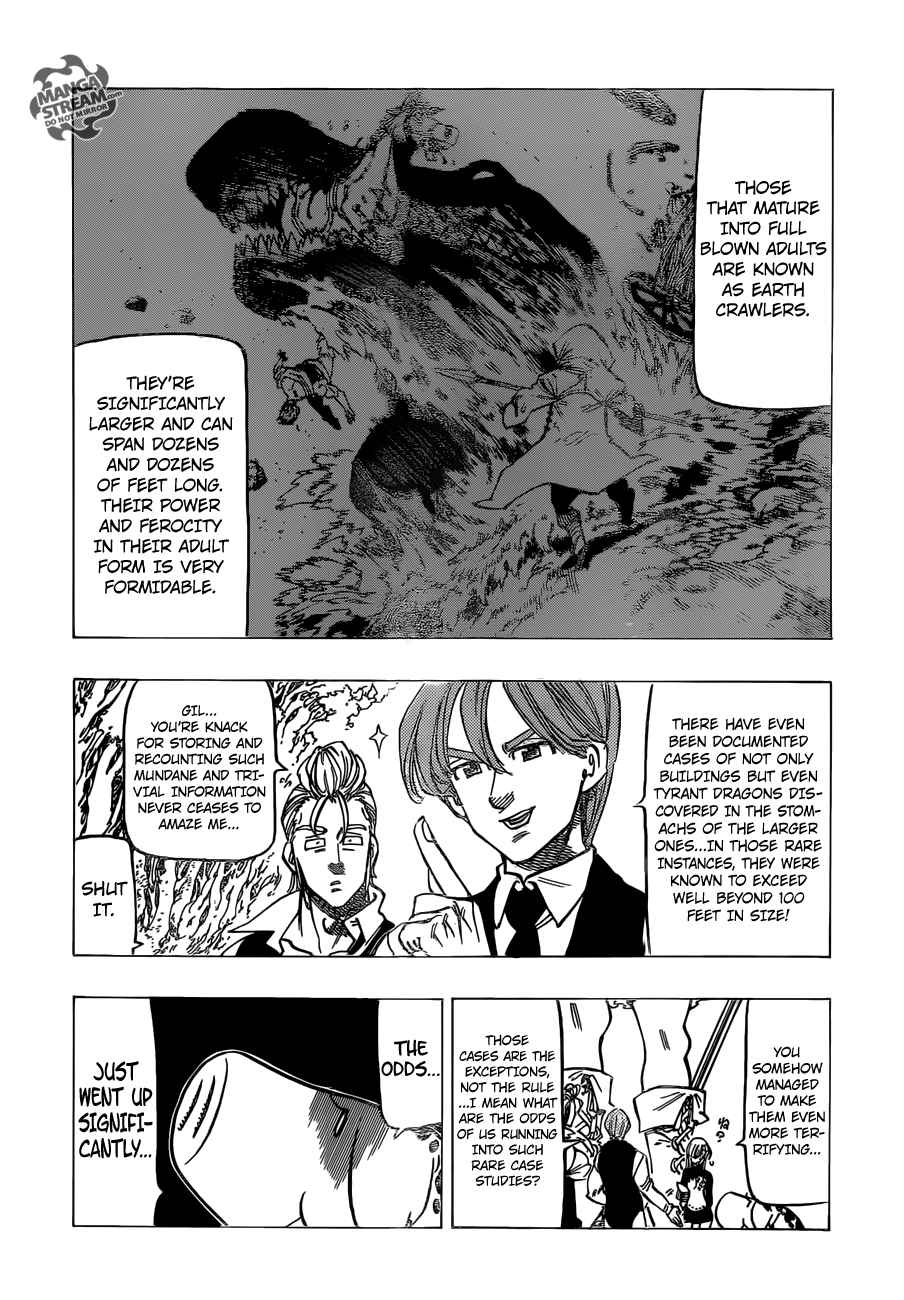 MANGA
STREAM.com
DO NOT MIRROR
THOSE
THAT MATURE
INTO FULL
BLOWN ADULTS
ARE KNOWN
AS EARTH
CRAWLERS.
THEY'RE
SIGNIFICANTLY
LARGER AND CAN
SPAN DOZENS
AND DOZENS
OF FEET LONG.
THEIR POWER
AND FEROCITY
IN THEIR ADULT
FORM IS VERY
FORMIDABLE.
THERE HAVE EVEN
BEEN DOCUMENTED
CASES OF NOT ONLY
BUILDINGS BUT EVEN
TYRANT DRAGONS DIS-
COVERED IN THE STOM-
ACHS OF THE LARGER
ONES...IN THOSE RARE
INSTANCES, THEY WERE
KNOWN TO EXCEED
WELL BEYOND 100
FEET IN SIZE!
GIL...
YOU'RE KNACK
FOR STORING AND
RECOUNTING SUCH
MUNDANE AND TRI-
VIAL INFORMATION
NEVER CEASES TO
AMAZE ME...
SHUT
IT.
YOU
SOMEHOW
MANAGED
TO MAKE
THEM EVEN
MORE TER-
RIFYING...
THOSE
CASES ARE THE
EXCEPTIONS,
NOT THE RULE
...I MEAN WHAT
ARE THE ODDS
OF US RUNNING
INTO SUCH
RARE CASE
STUDIES?
THE
ODDS...
JUST
WENT UP
SIGNIFI-
CANTLY...